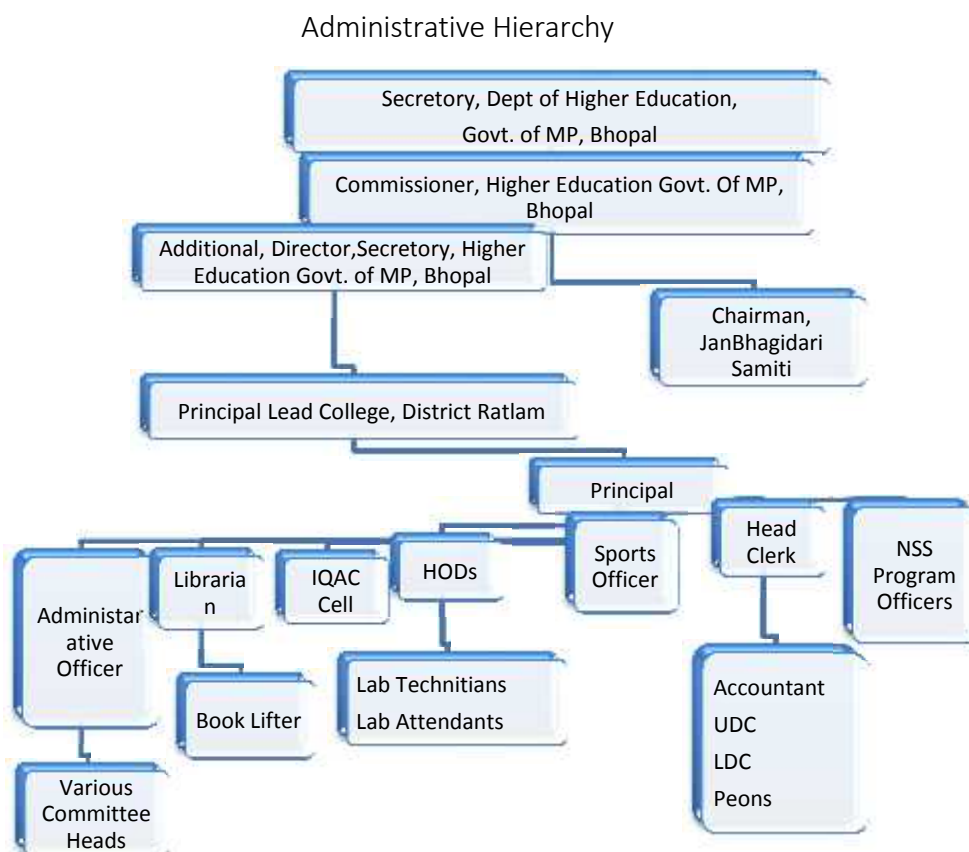 Administrative Hierarchy
Secretory, Dept of Higher Education,
Govt. of MP, Bhopal
Commissioner, Higher Education Govt. Of MP,
Bhopal
Additional, Director,Secretory, Higher
Education Govt. of MP, Bhopal
Chairman,
JanBhagidari
Samiti
Principal Lead College, District Ratlam
Principal
Administar
ative
Officer
Libraria
n
IQAC
Cell
HODs
Sports
Officer
Head
Clerk
NSS
Program
Officers
Various
Committee
Heads
Book Lifter
Lab Technitians
Lab Attendants
Accountant
UDC
LDC
Peons